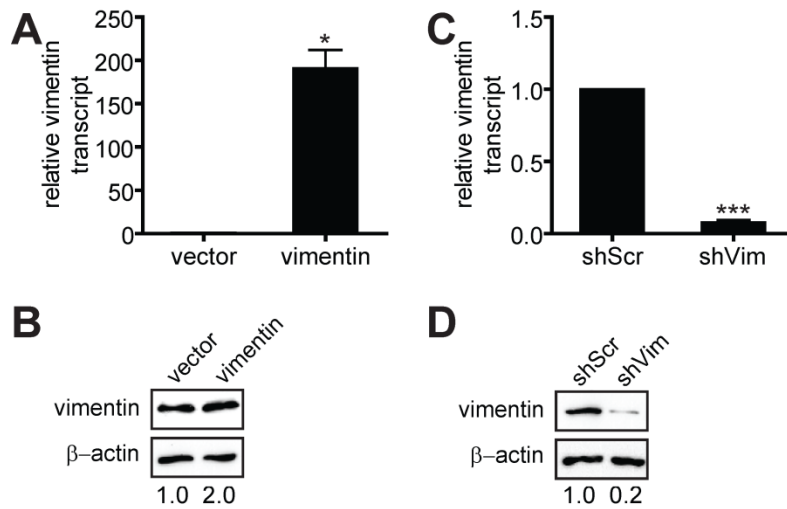 A
relative vimentin
transcript
250
200
150
100
50
0
*
vector
vimentin
C
relative vimentin
transcript
1.5
1.0
0.5
0.0
***
shScr
shVim
B
vector
vimentin
vimentin
β–actin
1.0 2.0
D
shScr
shVim
vimentin
β–actin
1.0 0.2